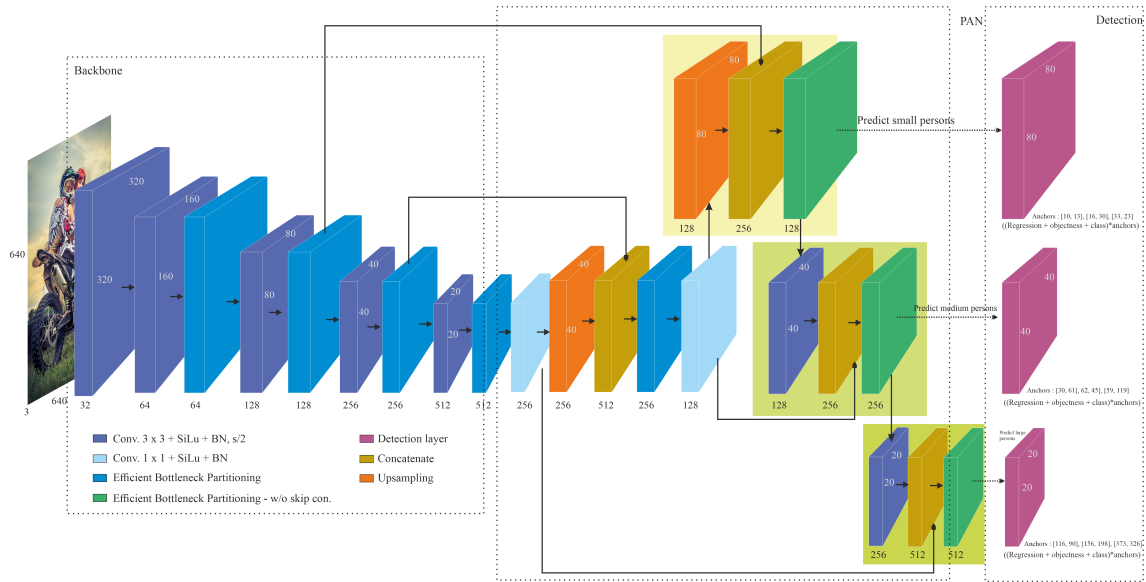 PAN
Detection
Backbone
80
80
80
80
Predict small persons
Anchors : [10, 13], [16, 30], [33, 23]
((Regression + objectness + class)*anchors)
128
256
128
640
320
320
160
160
80
80
40
40
20
20
40
40
40
40
40
40
Predict medium persons
Anchors : [30, 61], 62, 45], [59, 119]
((Regression + objectness + class)*anchors)
3
640
32
64
64
128
128
256
256
512
512
256
256
512
256
128
128
256
256
Conv. 3 x 3 + SiLu + BN, s/2
Conv. 1 x 1 + SiLu + BN
Efficient Bottleneck Partitioning
Efficient Bottleneck Partitioning - w/o skip con.
Detection layer
Concatenate
Upsampling
Predict large
persons
20
20
20
20
256
512
512
Anchors : [116, 90], [156, 198], [373, 326]
((Regression + objectness + class)*anchors)